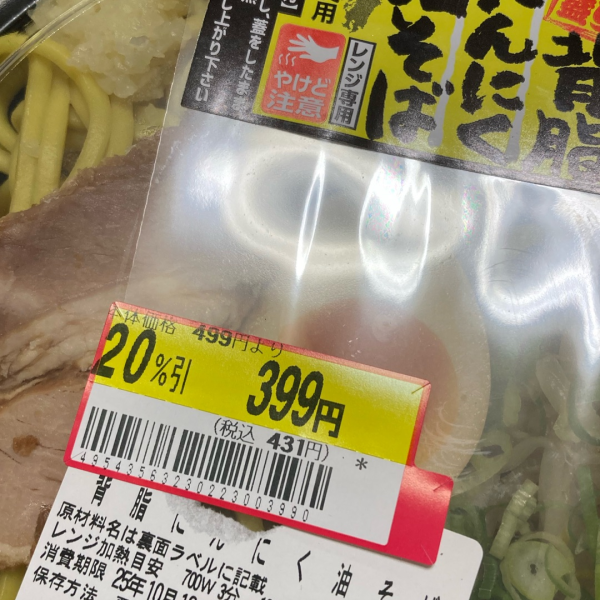 し、蓋をしたまま
し上がり下さい
用
やけど
注意
レンジ専用
背脂
にんにく
油そば
本体価格 499円より
20%引 399円
(税込 431円)
*
49543563230223003990
背脂にんにく油そば
原材料名は裏面ラベルに記載
レンジ加熱目安 700W 3分
消費期限 25年10月
保存方法